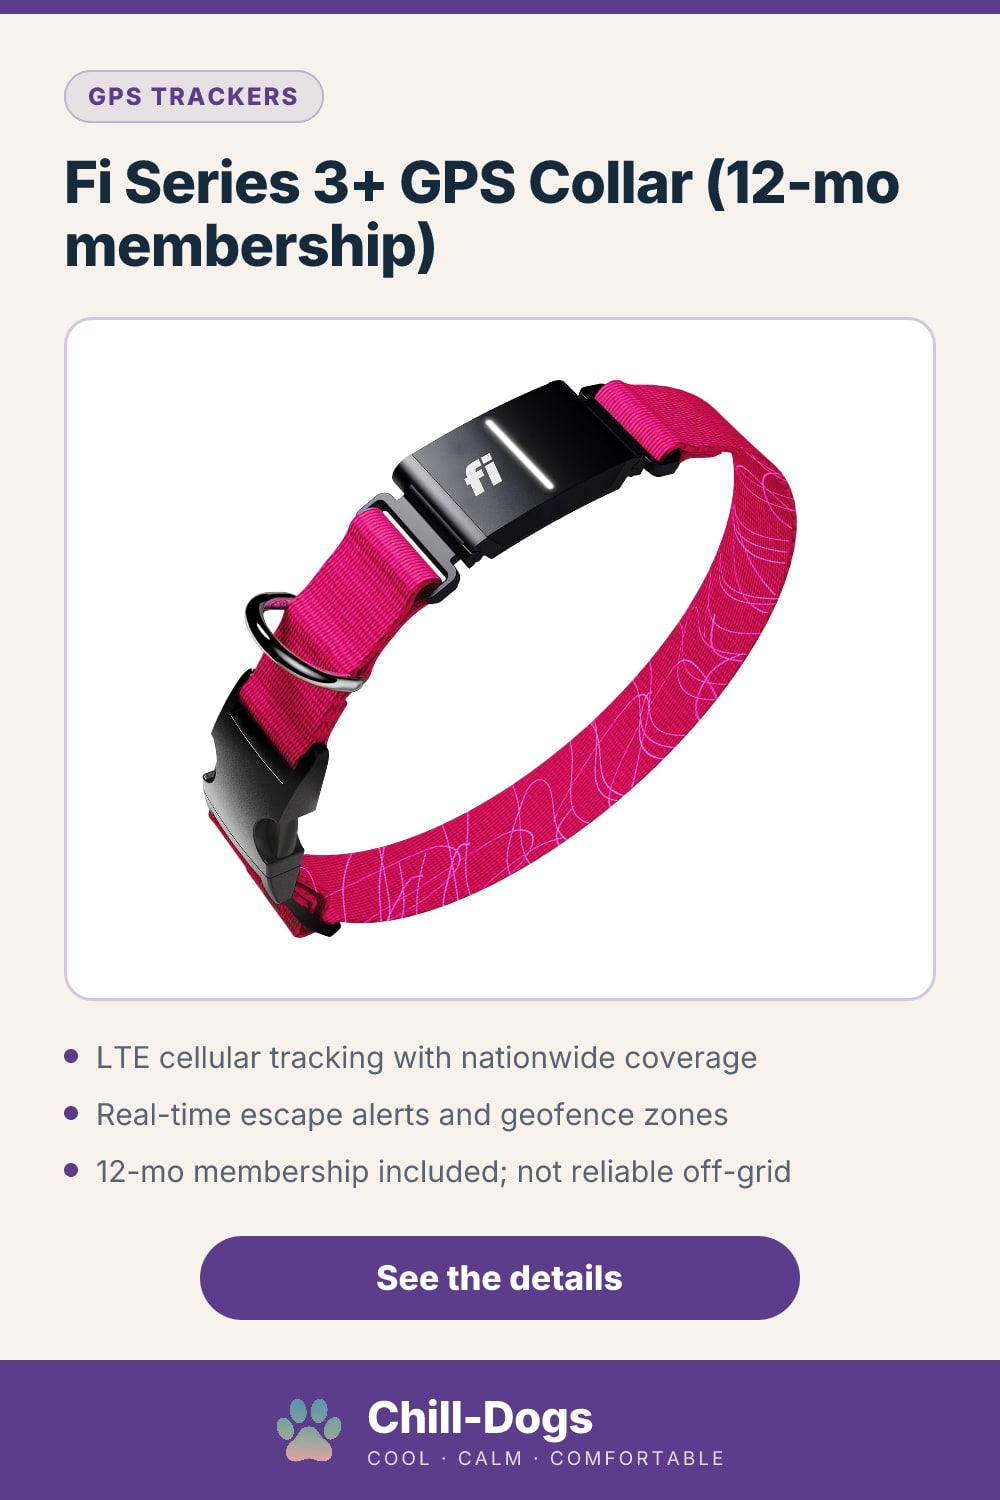 GPS TRACKERS
Fi Series 3+ GPS Collar (12-mo
membership)
fi
LTE cellular tracking with nationwide coverage
Real-time escape alerts and geofence zones
12-mo membership included; not reliable off-grid
See the details
Chill-Dogs
COOL · CALM · COMFORTABLE